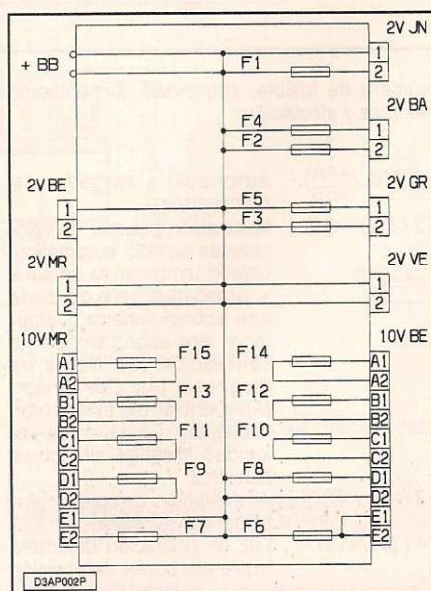 2V JN
1
F1
+ BB
2
2V BA
F4
1
F2
2
2V BE
2V GR
1
F5
1
2
F3
2
2V MR
2V VE
1
1
2
2
10V MR
10V BE
A1
F15
F14
A1
A2
A2
B1
F13
F12
B1
B2
B2
C1
F11
F10
C1
C2
C2
D1
F9
F8
D1
D2
D2
E1
E1
E2
F7
F6
E2
D3AP002P